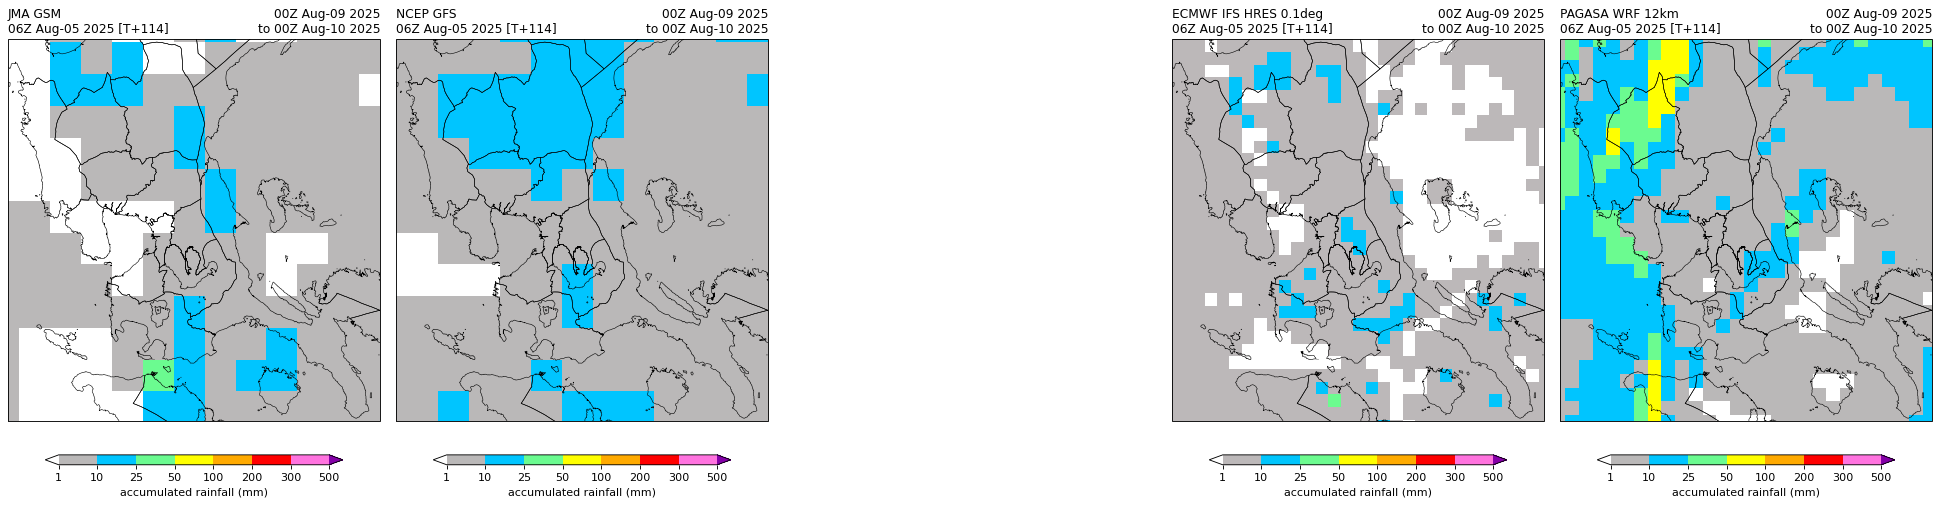 JMA GSM 00Z Aug-09 2025
06Z Aug-05 2025 [T+114] to 00Z Aug-10 2025
1 10 25 50 100 200 300 500
accumulated rainfall (mm)
NCEP GFS 00Z Aug-09 2025
06Z Aug-05 2025 [T+114] to 00Z Aug-10 2025
1 10 25 50 100 200 300 500
accumulated rainfall (mm)
ECMWF IFS HRES 0.1deg 00Z Aug-09 2025
06Z Aug-05 2025 [T+114] to 00Z Aug-10 2025
1 10 25 50 100 200 300 500
accumulated rainfall (mm)
PAGASA WRF 12km 00Z Aug-09 2025
06Z Aug-05 2025 [T+114] to 00Z Aug-10 2025
1 10 25 50 100 200 300 500
accumulated rainfall (mm)